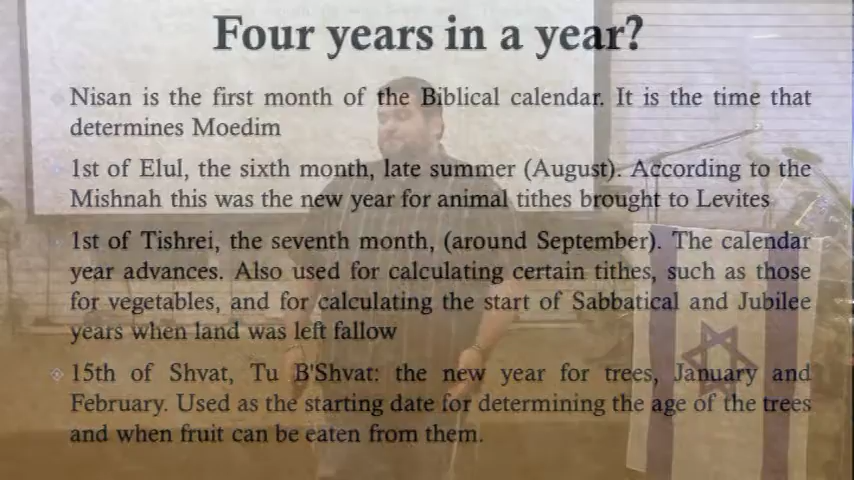 Four years in a year?
Nisan is the first month of the Biblical calendar. It is the time that
determines Moedim
1st of Elul, the sixth month, late summer (August). According to the
Mishnah this was the new year for animal tithes brought to Levites
1st of Tishrei, the seventh month, (around September). The calendar
year advances. Also used for calculating certain tithes, such as those
for vegetables, and for calculating the start of Sabbatical and Jubilee
years when land was left fallow
15th of Shvat, Tu B'Shvat: the new year for trees, January and
February. Used as the starting date for determining the age of the trees
and when fruit can be eaten from them.